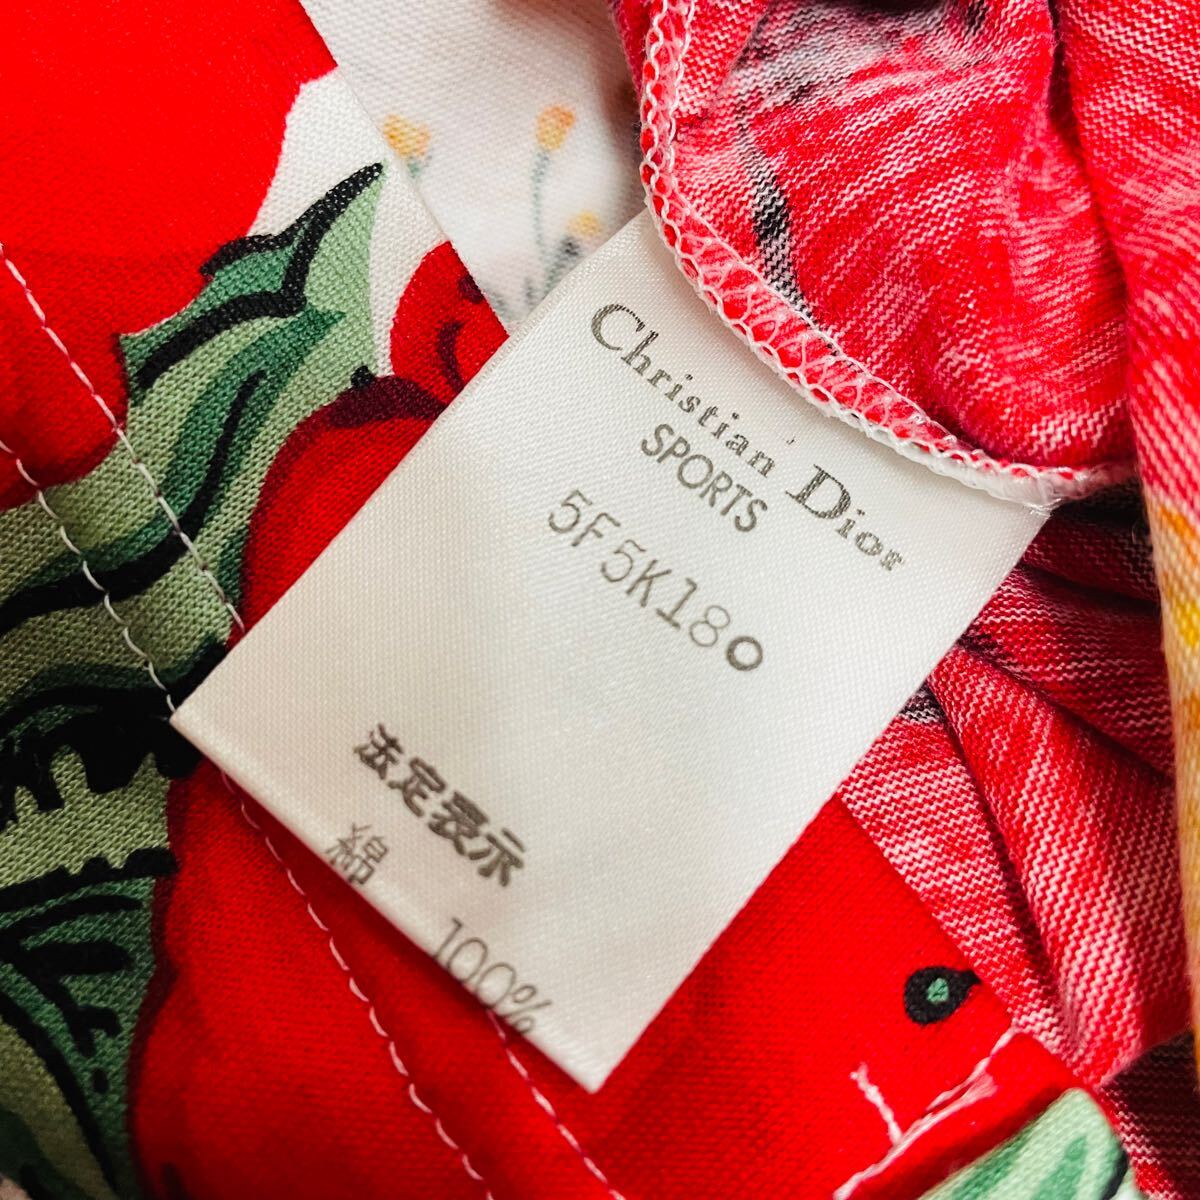 Christian Dior
SPORTS
5F5K180
法定表示
綿 100%